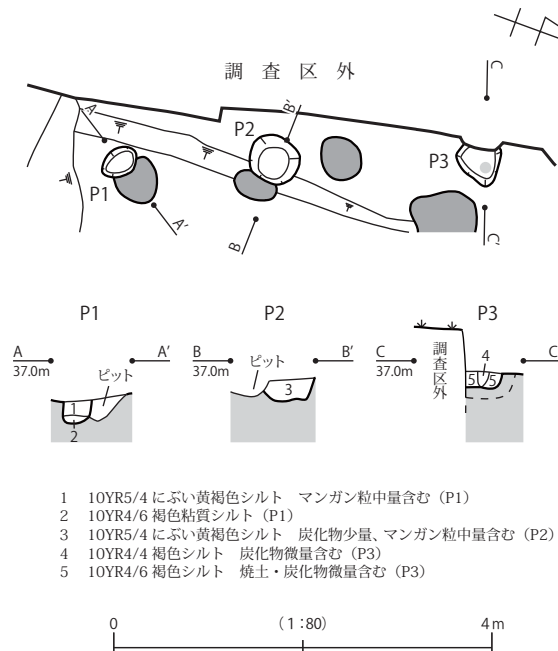 調査区外
A
B'
C
P2
P3
P1
A'
B
C'
P1
P2
P3
A
A'
B
B'
C
C
37.0m
ピット
37.0m
ピット
37.0m
調査区外
4
1
2
3
5
5
1 10YR5/4 にぶい黄褐色シルト マンガン粒中量含む (P1)
2 10YR4/6 褐色粘質シルト (P1)
3 10YR5/4 にぶい黄褐色シルト 炭化物少量、マンガン粒中量含む (P2)
4 10YR4/4 褐色シルト 炭化物微量含む (P3)
5 10YR4/6 褐色シルト 焼土・炭化物微量含む (P3)
0 (1:80) 4m